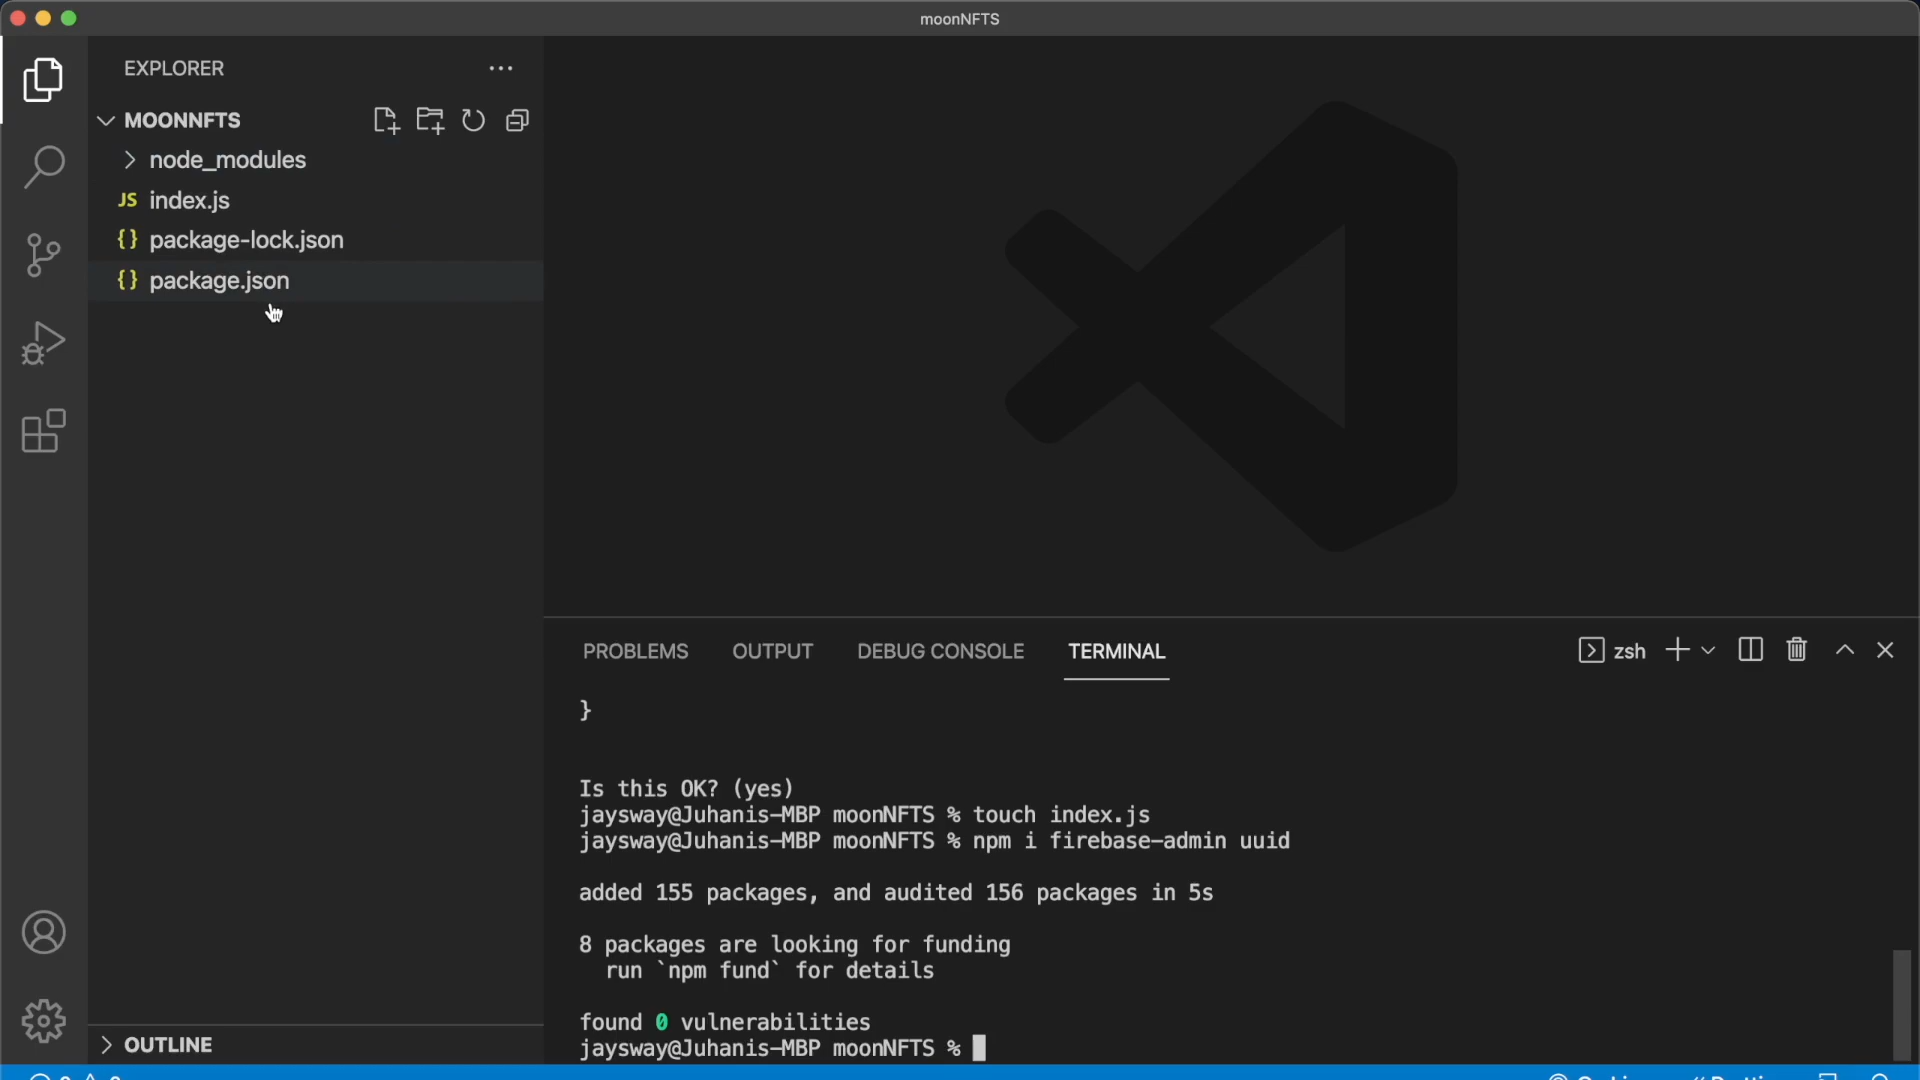 moonNFTS
EXPLORER
MOONNFTS
node_modules
JS index.js
{} package-lock.json
{} package.json
OUTLINE
PROBLEMS OUTPUT DEBUG CONSOLE TERMINAL
zsh
}
Is this OK? (yes)
jaysway@Juhanis-MBP moonNFTS % touch index.js
jaysway@Juhanis-MBP moonNFTS % npm i firebase-admin uuid
added 155 packages, and audited 156 packages in 5s
8 packages are looking for funding
run `npm fund` for details
found 0 vulnerabilities
jaysway@Juhanis-MBP moonNFTS %